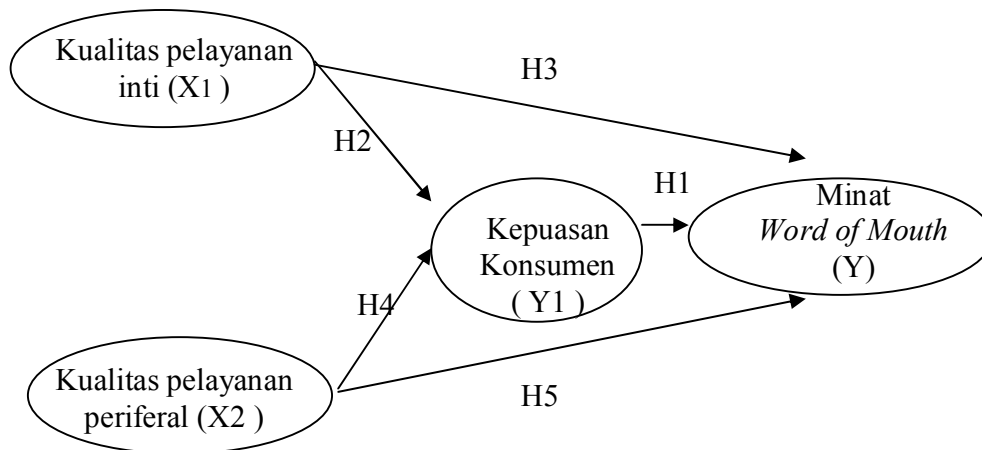 Kualitas pelayanan
inti (X1 )
H3
H2
H1
Minat
Word of Mouth
(Y)
Kepuasan
Konsumen
( Y1 )
H4
Kualitas pelayanan
periferal (X2 )
H5